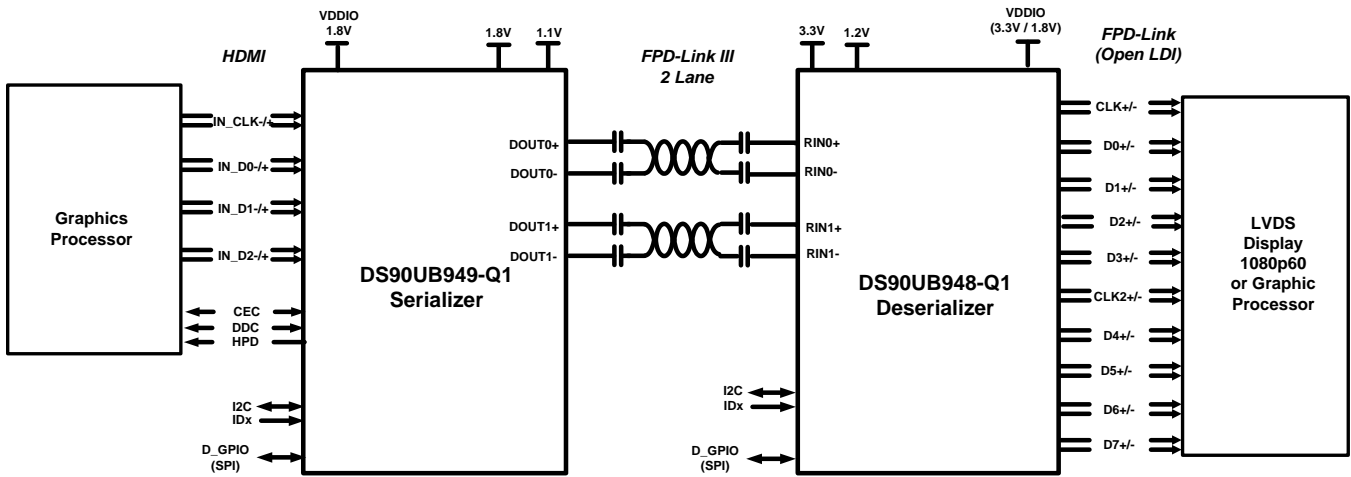 VDDIO
1.8V
1.8V
1.1V
3.3V
1.2V
VDDIO
(3.3V / 1.8V)
HDMI
FPD-Link III
2 Lane
FPD-Link
(Open LDI)
Graphics
Processor
IN_CLK-/+
IN_D0-/+
IN_D1-/+
IN_D2-/+
CEC
DDC
HPD
I2C
IDx
D_GPIO
(SPI)
DS90UB949-Q1
Serializer
DOUT0+
DOUT0-
DOUT1+
DOUT1-
RIN0+
RIN0-
RIN1+
RIN1-
DS90UB948-Q1
Deserializer
I2C
IDx
D_GPIO
(SPI)
CLK+/-
D0+/-
D1+/-
D2+/-
D3+/-
CLK2+/-
D4+/-
D5+/-
D6+/-
D7+/-
LVDS
Display
1080p60
or Graphic
Processor